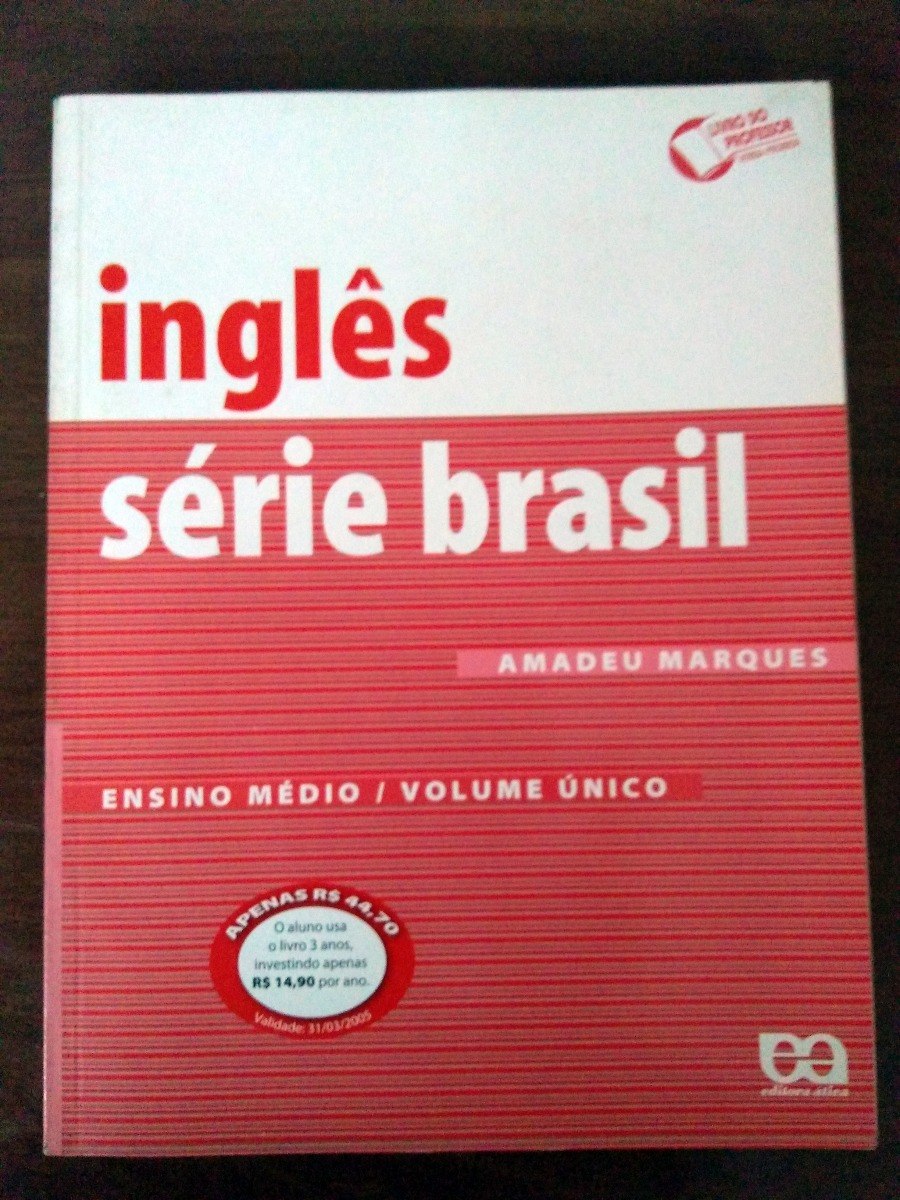 LIVRO DO
PROFESSOR
inglês
série brasil
AMADEU MARQUES
ENSINO MÉDIO / VOLUME ÚNICO
APENAS R$ 44,70
O aluno usa
o livro 3 anos,
investindo apenas
R$ 14,90 por ano.
Validade: 31/03/2005
ea
editora ática